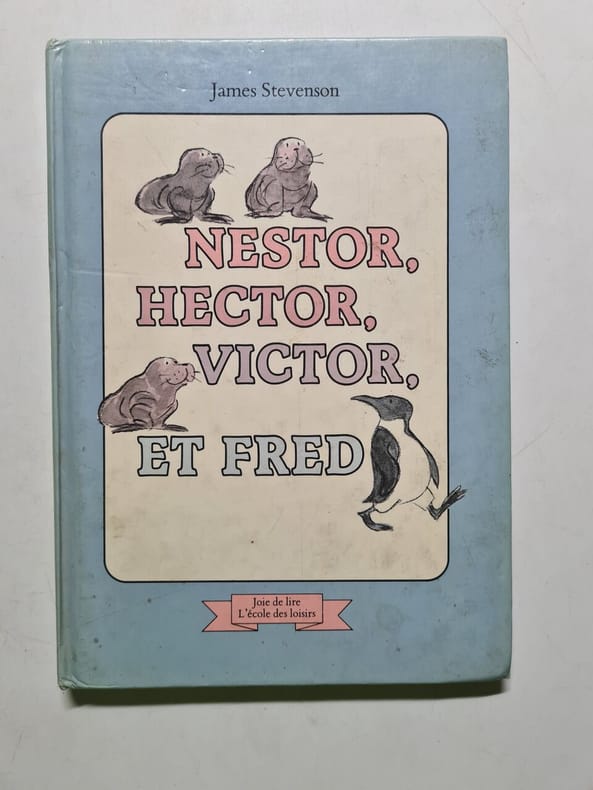 James Stevenson
NESTOR,
HECTOR,
VICTOR,
ET FRED
Joie de lire
L'école des loisirs